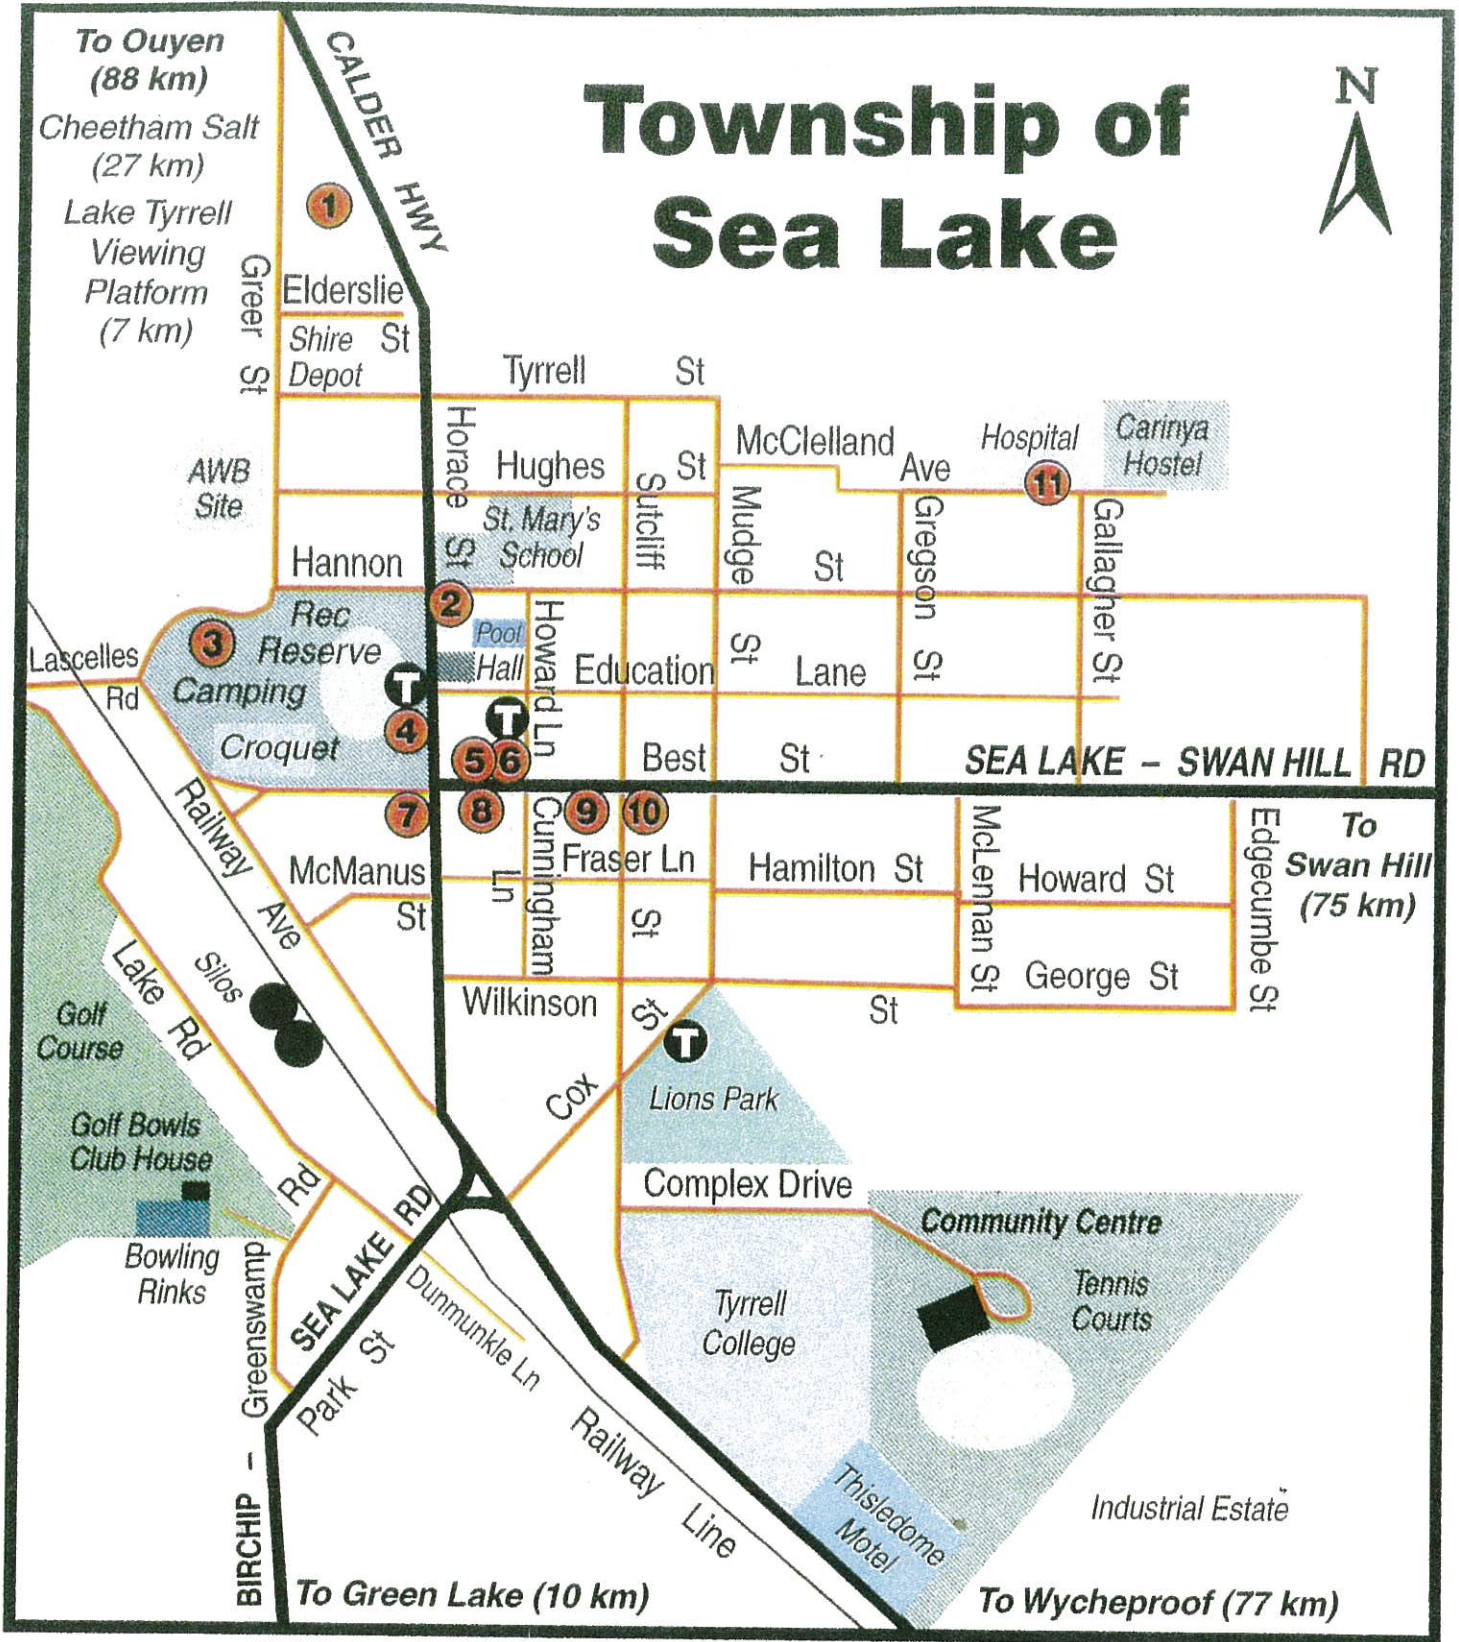 To Ouyen
(88 km)
Cheetham Salt
(27 km)
Lake Tyrrell
Viewing
Platform
(7 km)
CALDER HWY
Township of
Sea Lake
N
1
Greer St
Elderslie
St
Shire
Depot
Tyrrell St
Horace St
Hughes St
Sutcliff
McClelland
Ave
Hospital
11
Carinya
Hostel
AWB
Site
St. Mary's
School
Mudge St
Gregson St
Gallagher St
Hannon St
2
Rec
Reserve
3
Camping
Croquet
Lascelles
Rd
Pool
Hall
Howard Ln
Education Lane
T
4
T
5
6
Best St
SEA LAKE – SWAN HILL RD
7
8
9
10
Railway Ave
McManus
St
Cunningham
Ln
Fraser Ln
St
Hamilton St
McLennan St
Howard St
George St
Edgecumbe St
To
Swan Hill
(75 km)
Lake Rd
Silos
Wilkinson St
Golf
Course
Cox St
T
Lions Park
Golf Bowls
Club House
Bowling
Rinks
Complex Drive
Community Centre
Tennis
Courts
Tyrrell
College
BIRCHIP – SEA LAKE RD
Greenswamp Rd
Park St
Dunmunkle Ln
Railway Line
Thisledome
Motel
Industrial Estate
To Green Lake (10 km)
To Wycheproof (77 km)